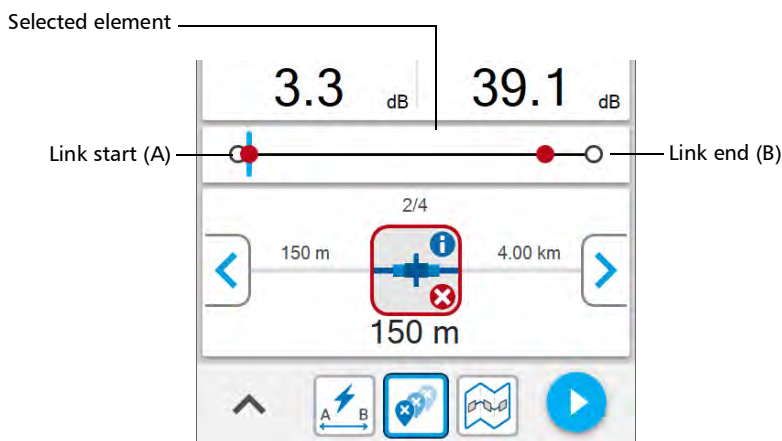 Selected element
3.3 dB 39.1 dB
Link start (A)
Link end (B)
2/4
150 m
4.00 km
150 m
A B